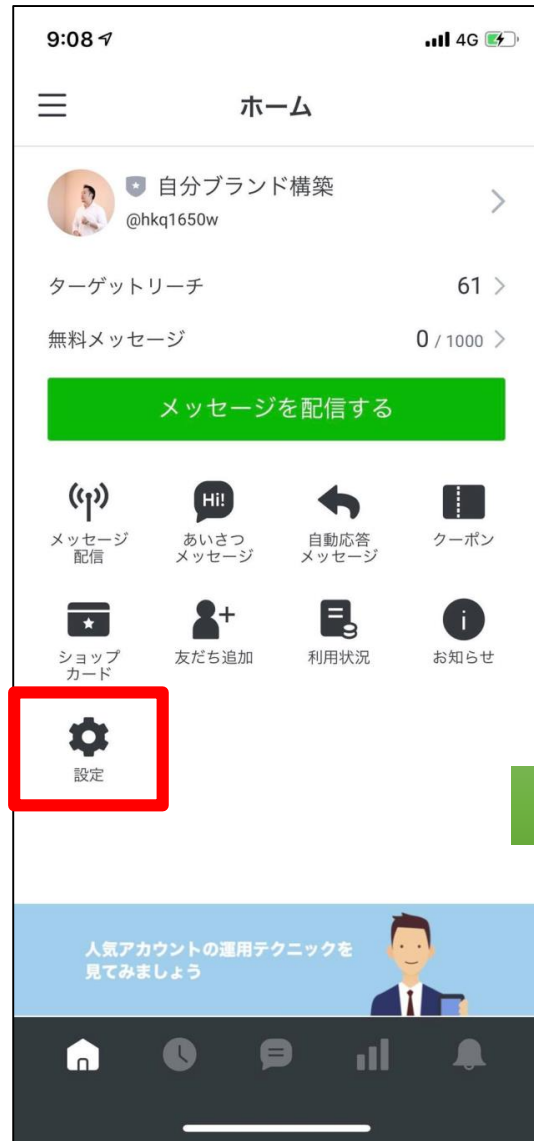 9:08
4G
ホーム
自分ブランド構築
@hkq1650w
ターゲットリーチ 61
無料メッセージ 0 / 1000
メッセージを配信する
メッセージ
配信
あいさつ
メッセージ
自動応答
メッセージ
クーポン
Hi!
ショップ
カード
友だち追加
利用状況
お知らせ
設定
人気アカウントの運用テクニックを
見てみましょう